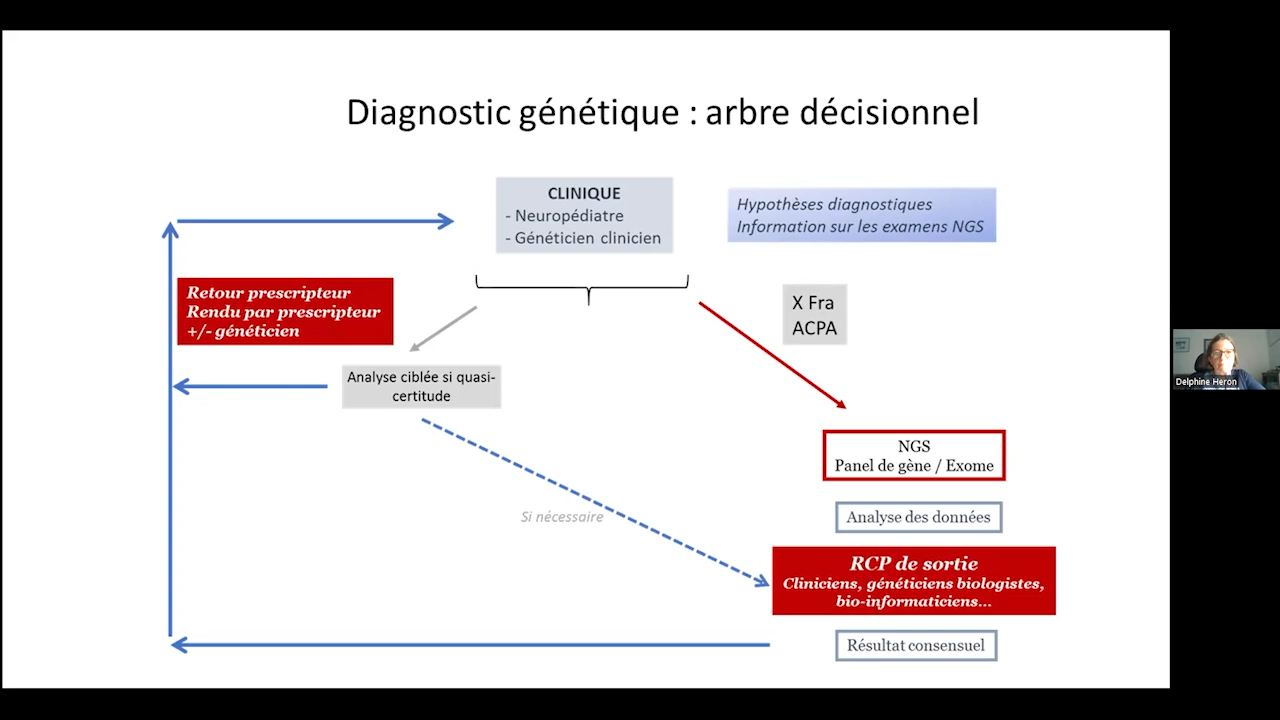 Diagnostic génétique : arbre décisionnel
CLINIQUE
- Neuropédiatre
- Généticien clinicien
Hypothèses diagnostiques
Information sur les examens NGS
Retour prescripteur
Rendu par prescripteur
+/- généticien
X Fra
ACPA
Analyse ciblée si quasi-
certitude
NGS
Panel de gène / Exome
Si nécessaire
Analyse des données
RCP de sortie
Cliniciens, généticiens biologistes,
bio-informaticiens...
Résultat consensuel
Delphine Heron